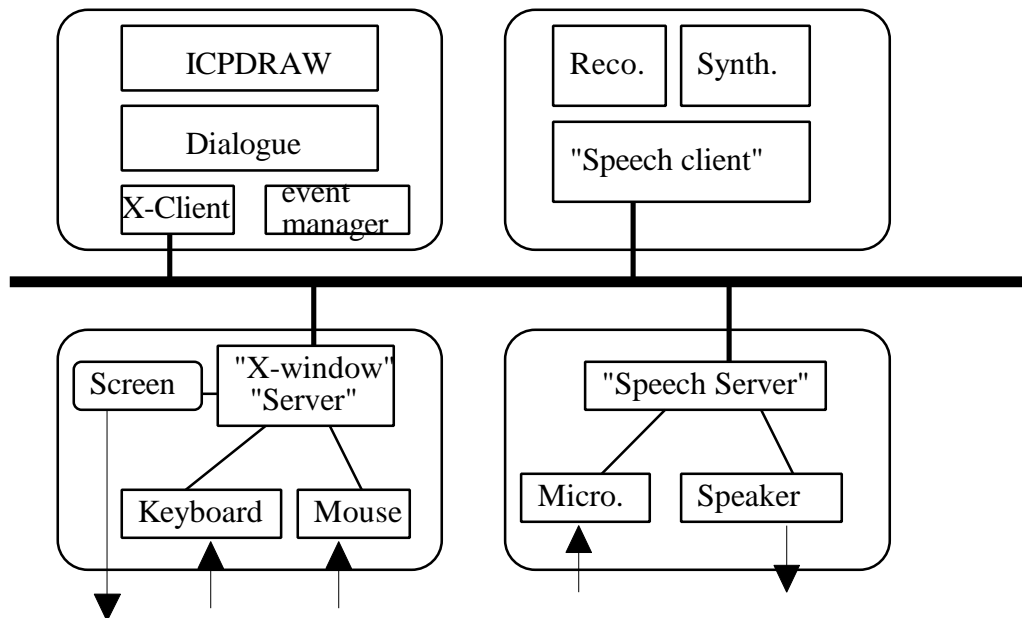 ICPDRAW
Dialogue
X-Client
event
manager
Reco.
Synth.
"Speech client"
Screen
"X-window"
"Server"
Keyboard
Mouse
"Speech Server"
Micro.
Speaker